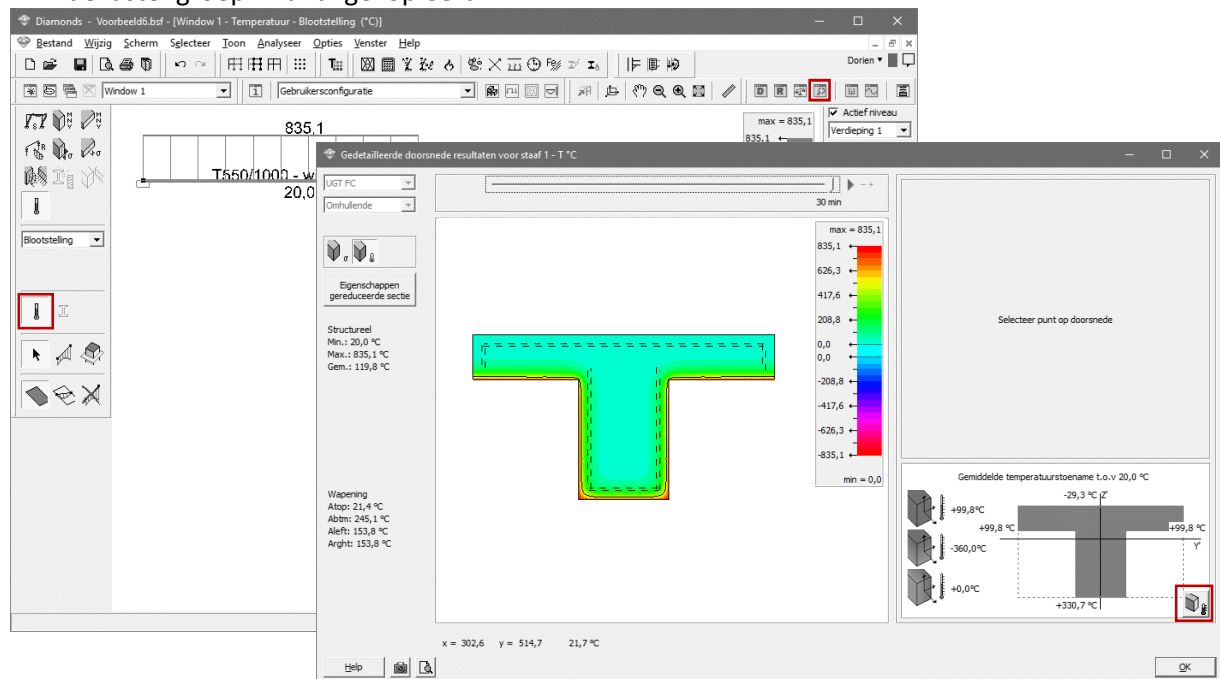 Diamonds - Voorbeeld6.bsf - [Window 1 - Temperatuur - Blootstelling (°C)]
Bestand Wijzig Scherm Selecteer Toon Analyseer Opties Venster Help
Dorien
Window 1
Gebruikersconfiguratie
Actief niveau
Verdieping 1
Blootstelling
835,1
T550/1000 - w
20,0
max = 835,1
835,1
Gedetailleerde doorsnede resultaten voor staaf 1 - T °C
UGT FC
Omhullende
30 min
Eigenschappen
gereduceerde sectie
Structureel
Min.: 20,0 °C
Max.: 835,1 °C
Gem.: 119,8 °C
Wapening
Atop: 21,4 °C
Abtm: 245,1 °C
Aleft: 153,8 °C
Arght: 153,8 °C
max = 835,1
835,1
626,3
417,6
208,8
0,0
0,0
-208,8
-417,6
-626,3
-835,1
min = 0,0
Selecteer punt op doorsnede
Gemiddelde temperatuurstoename t.o.v 20,0 °C
-29,3 °C Z'
+99,8°C
+99,8 °C
+99,8 °C
Y'
-360,0°C
+0,0°C
+330,7 °C
x = 302,6 y = 514,7 21,7 °C
Help
OK